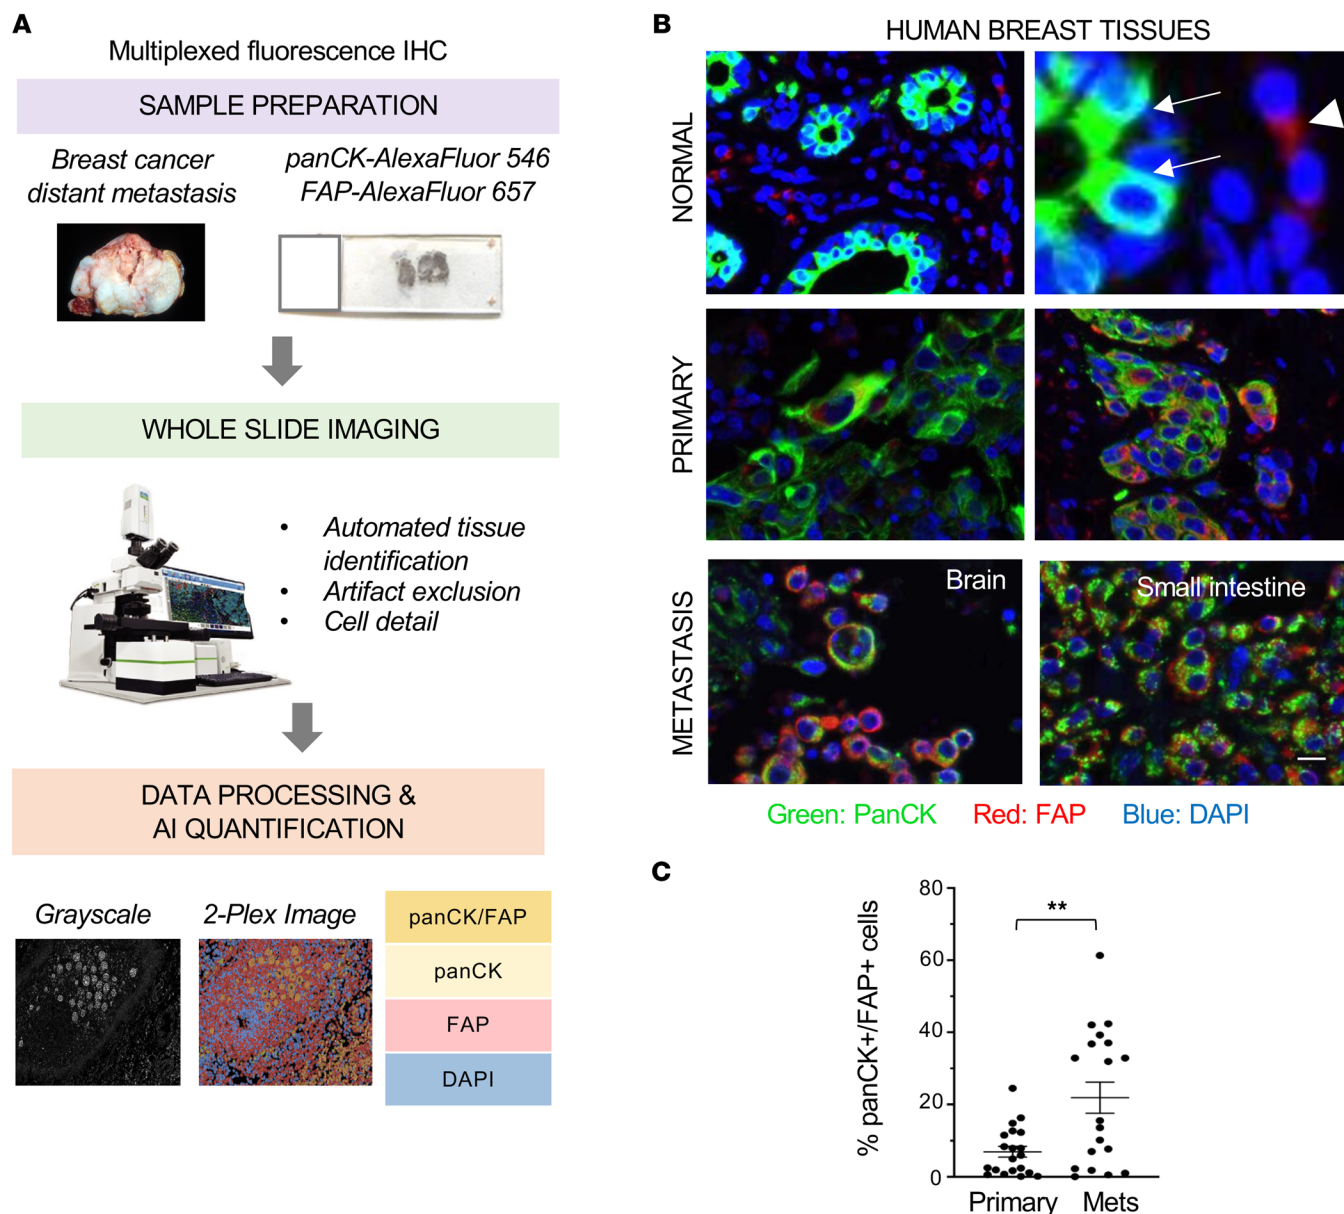 A
Multiplexed fluorescence IHC
SAMPLE PREPARATION
Breast cancer
distant metastasis
panCK-AlexaFluor 546
FAP-AlexaFluor 657
WHOLE SLIDE IMAGING
• Automated tissue
identification
• Artifact exclusion
• Cell detail
DATA PROCESSING &
AI QUANTIFICATION
Grayscale
2-Plex Image
panCK/FAP
panCK
FAP
DAPI
B
HUMAN BREAST TISSUES
NORMAL
PRIMARY
METASTASIS
Brain
Small intestine
Green: PanCK Red: FAP Blue: DAPI
C
% panCK+/FAP+ cells
80
60
40
20
0
**
Primary
Mets